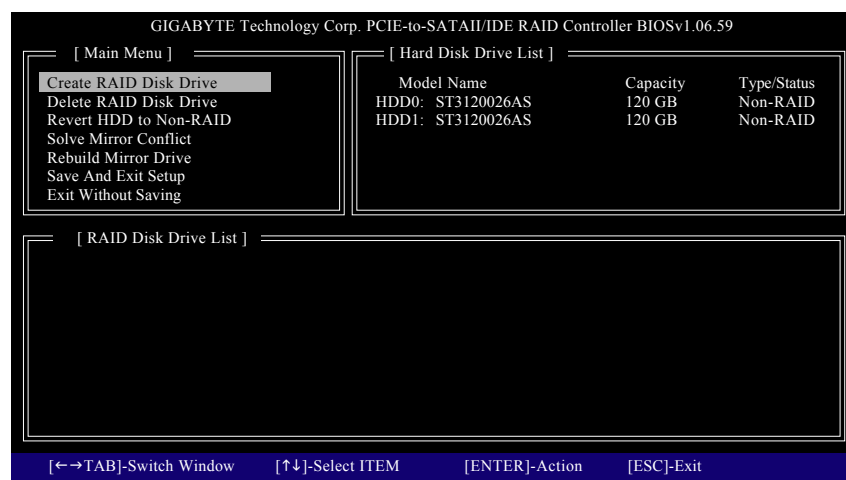 GIGABYTE Technology Corp. PCIE-to-SATAII/IDE RAID Controller BIOSv1.06.59
[ Main Menu ]
Create RAID Disk Drive
Delete RAID Disk Drive
Revert HDD to Non-RAID
Solve Mirror Conflict
Rebuild Mirror Drive
Save And Exit Setup
Exit Without Saving
[ Hard Disk Drive List ]
Model Name Capacity Type/Status
HDD0: ST3120026AS 120 GB Non-RAID
HDD1: ST3120026AS 120 GB Non-RAID
[ RAID Disk Drive List ]
[←→TAB]-Switch Window [↑↓]-Select ITEM [ENTER]-Action [ESC]-Exit